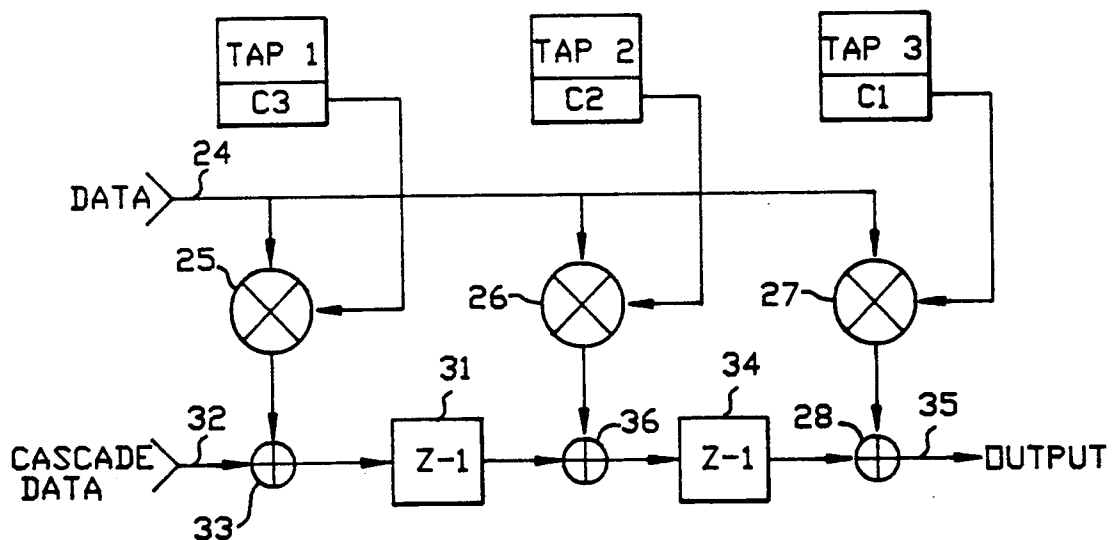 TAP 1
C3
TAP 2
C2
TAP 3
C1
24
DATA
25
26
27
31
34
32
36
28
35
CASCADE
DATA
Z-1
Z-1
OUTPUT
33